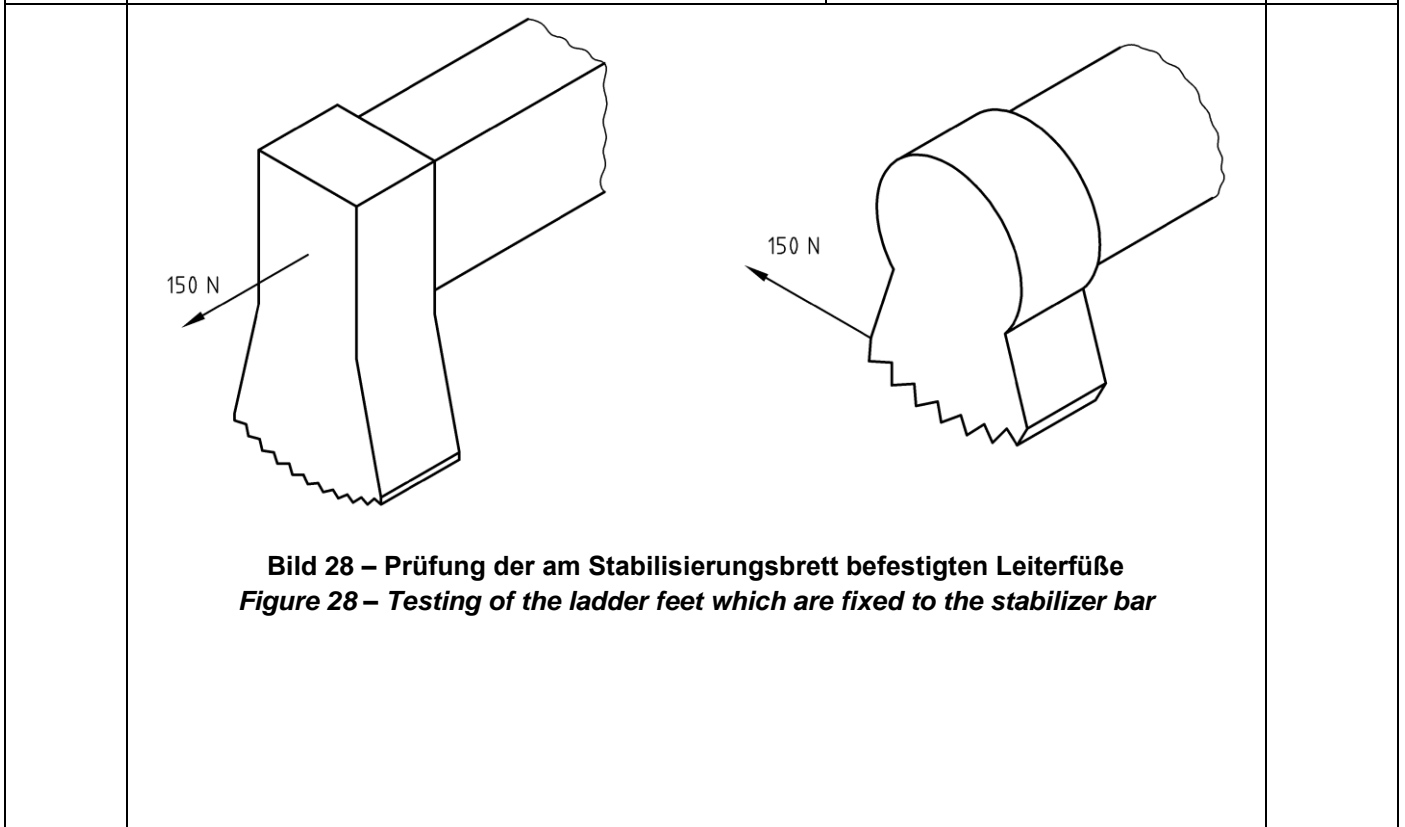 150 N
150 N
Bild 28 – Prüfung der am Stabilisierungsbrett befestigten Leiterfüße
Figure 28 – Testing of the ladder feet which are fixed to the stabilizer bar